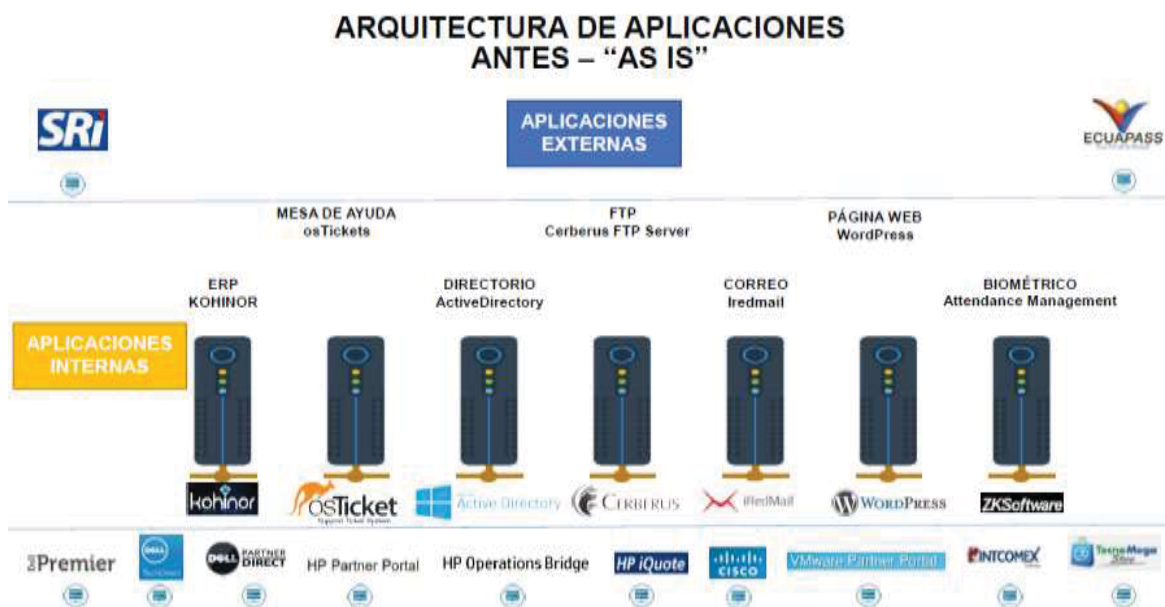 ARQUITECTURA DE APLICACIONES
ANTES – “AS IS”
SRi
APLICACIONES
EXTERNAS
ECUAPASS
MESA DE AYUDA
osTickets
FTP
Cerberus FTP Server
PÁGINA WEB
WordPress
ERP
KOHINOR
DIRECTORIO
ActiveDirectory
CORREO
Iredmail
BIOMÉTRICO
Attendance Management
APLICACIONES
INTERNAS
kohinor
osTicket
Support Ticket System
Active Directory
CERBERUS
iRedMail
WORDPRESS
ZKSoftware
Premier
DELL
DELL
PARTNER
DIRECT
HP Partner Portal
HP Operations Bridge
HP iQuote
CISCO
VMware Partner Portal
INTCOMEX
TecnoMega
Store